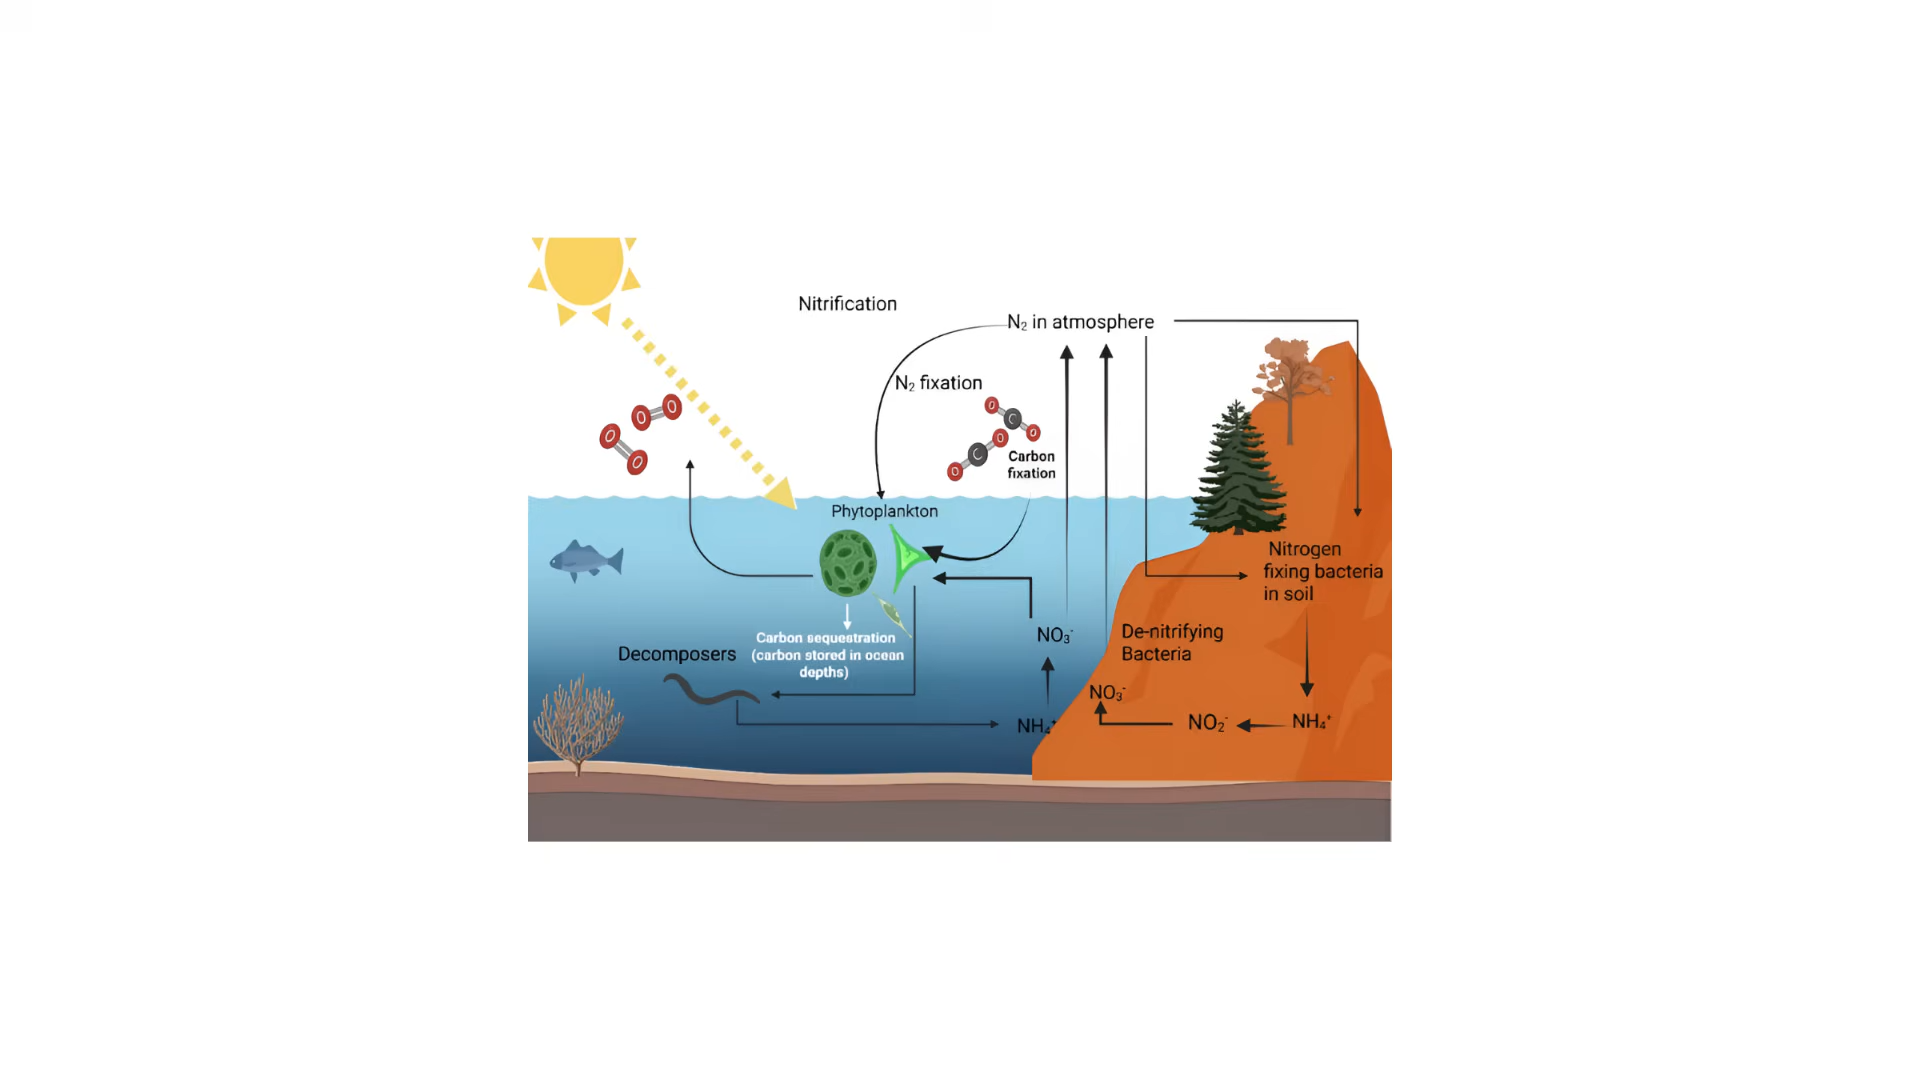 Nitrification
N₂ in atmosphere
N₂ fixation
O O
O
O
O
C
O
O
C
O
Carbon
fixation
Phytoplankton
Nitrogen
fixing bacteria
in soil
Carbon sequestration
(carbon stored in ocean
depths)
Decomposers
NO₃⁻
De-nitrifying
Bacteria
NO₃⁻
NH₄⁺
NO₂⁻
NH₄⁺